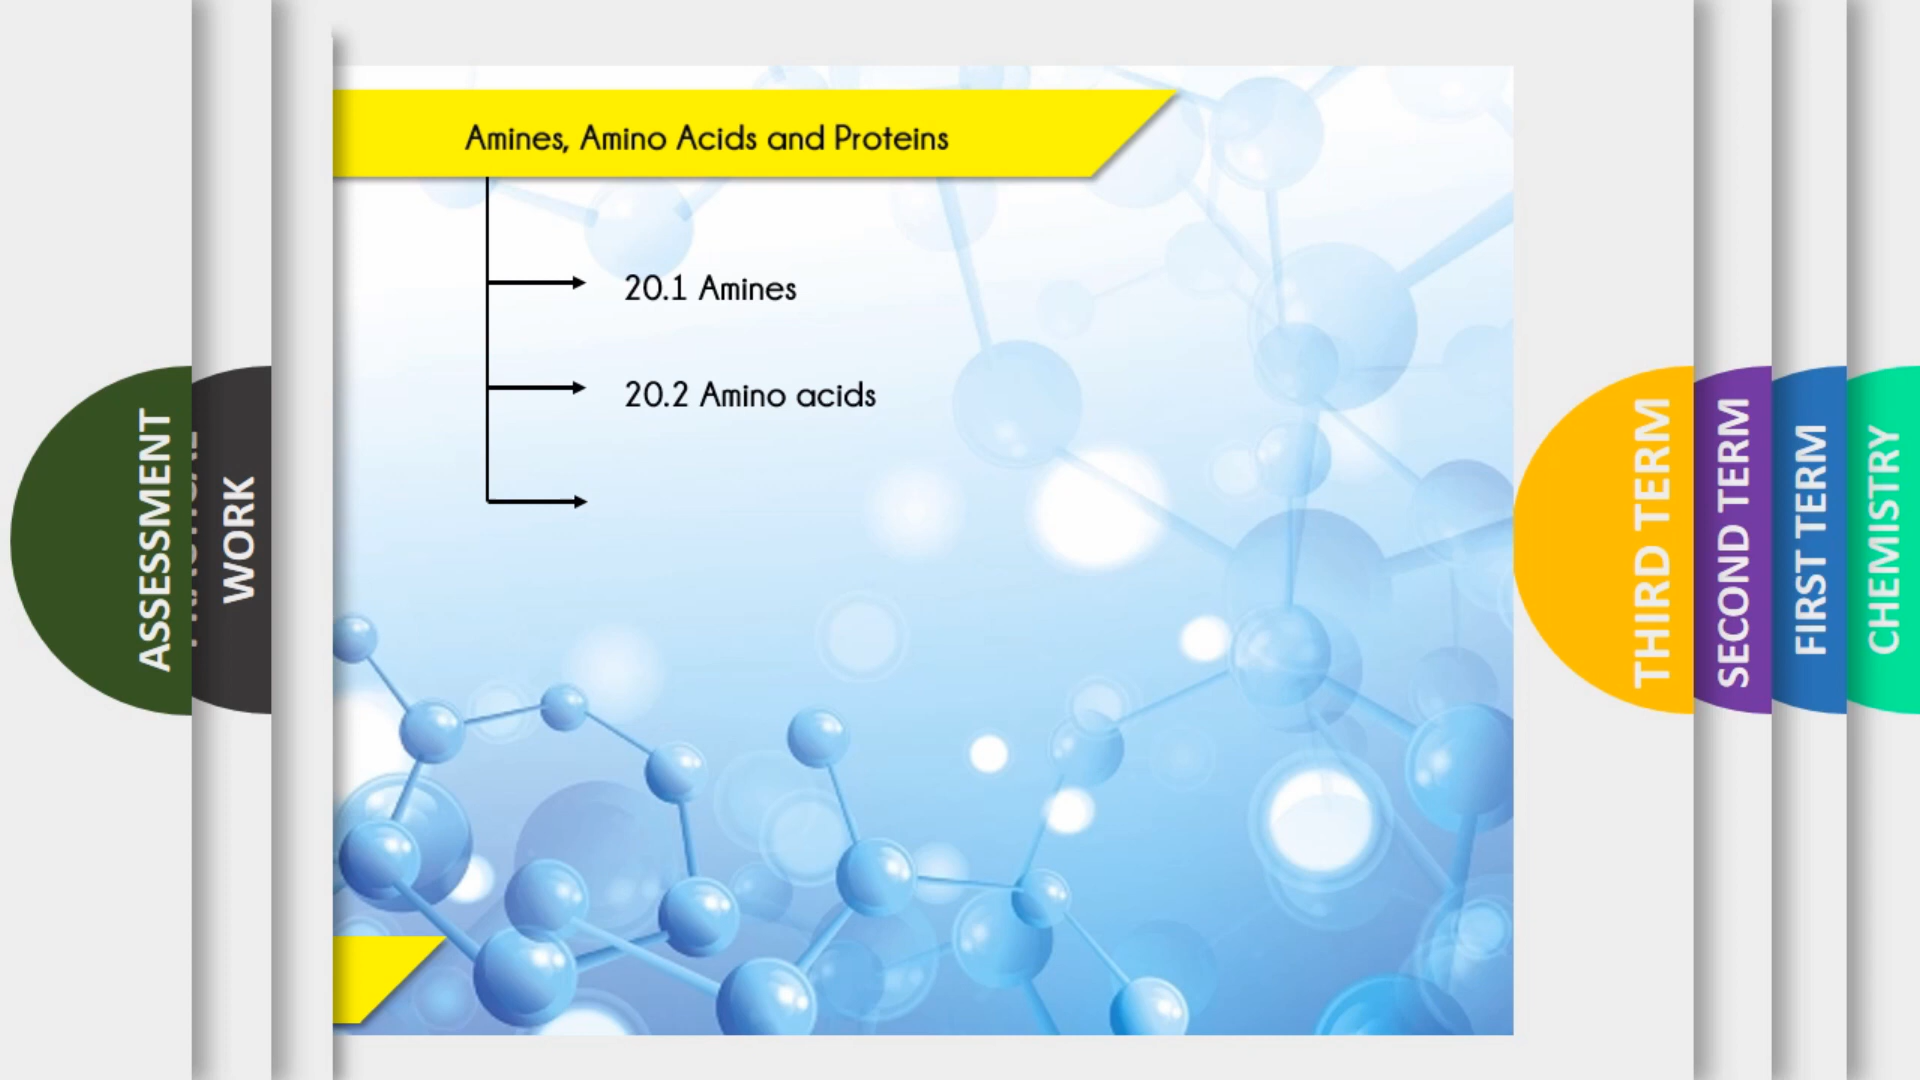 Amines, Amino Acids and Proteins
20.1 Amines
20.2 Amino acids
ASSESSMENT
WORK
THIRD TERM
SECOND TERM
FIRST TERM
CHEMISTRY